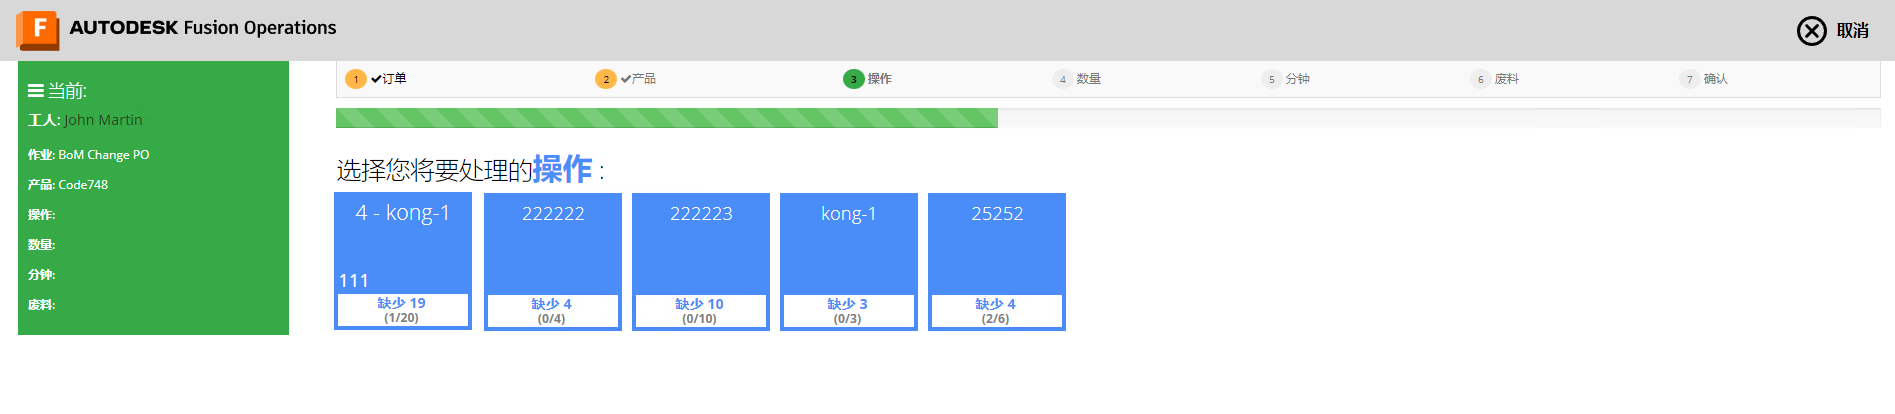 F AUTODESK Fusion Operations
取消
当前:
工人: John Martin
作业: BoM Change PO
产品: Code748
操作:
数量:
分钟:
废料:
1 订单
2 产品
3 操作
4 数量
5 分钟
6 废料
7 确认
选择您将要处理的操作 :
4 - kong-1
111
缺少 19
(1/20)
222222
缺少 4
(0/4)
222223
缺少 10
(0/10)
kong-1
缺少 3
(0/3)
25252
缺少 4
(2/6)